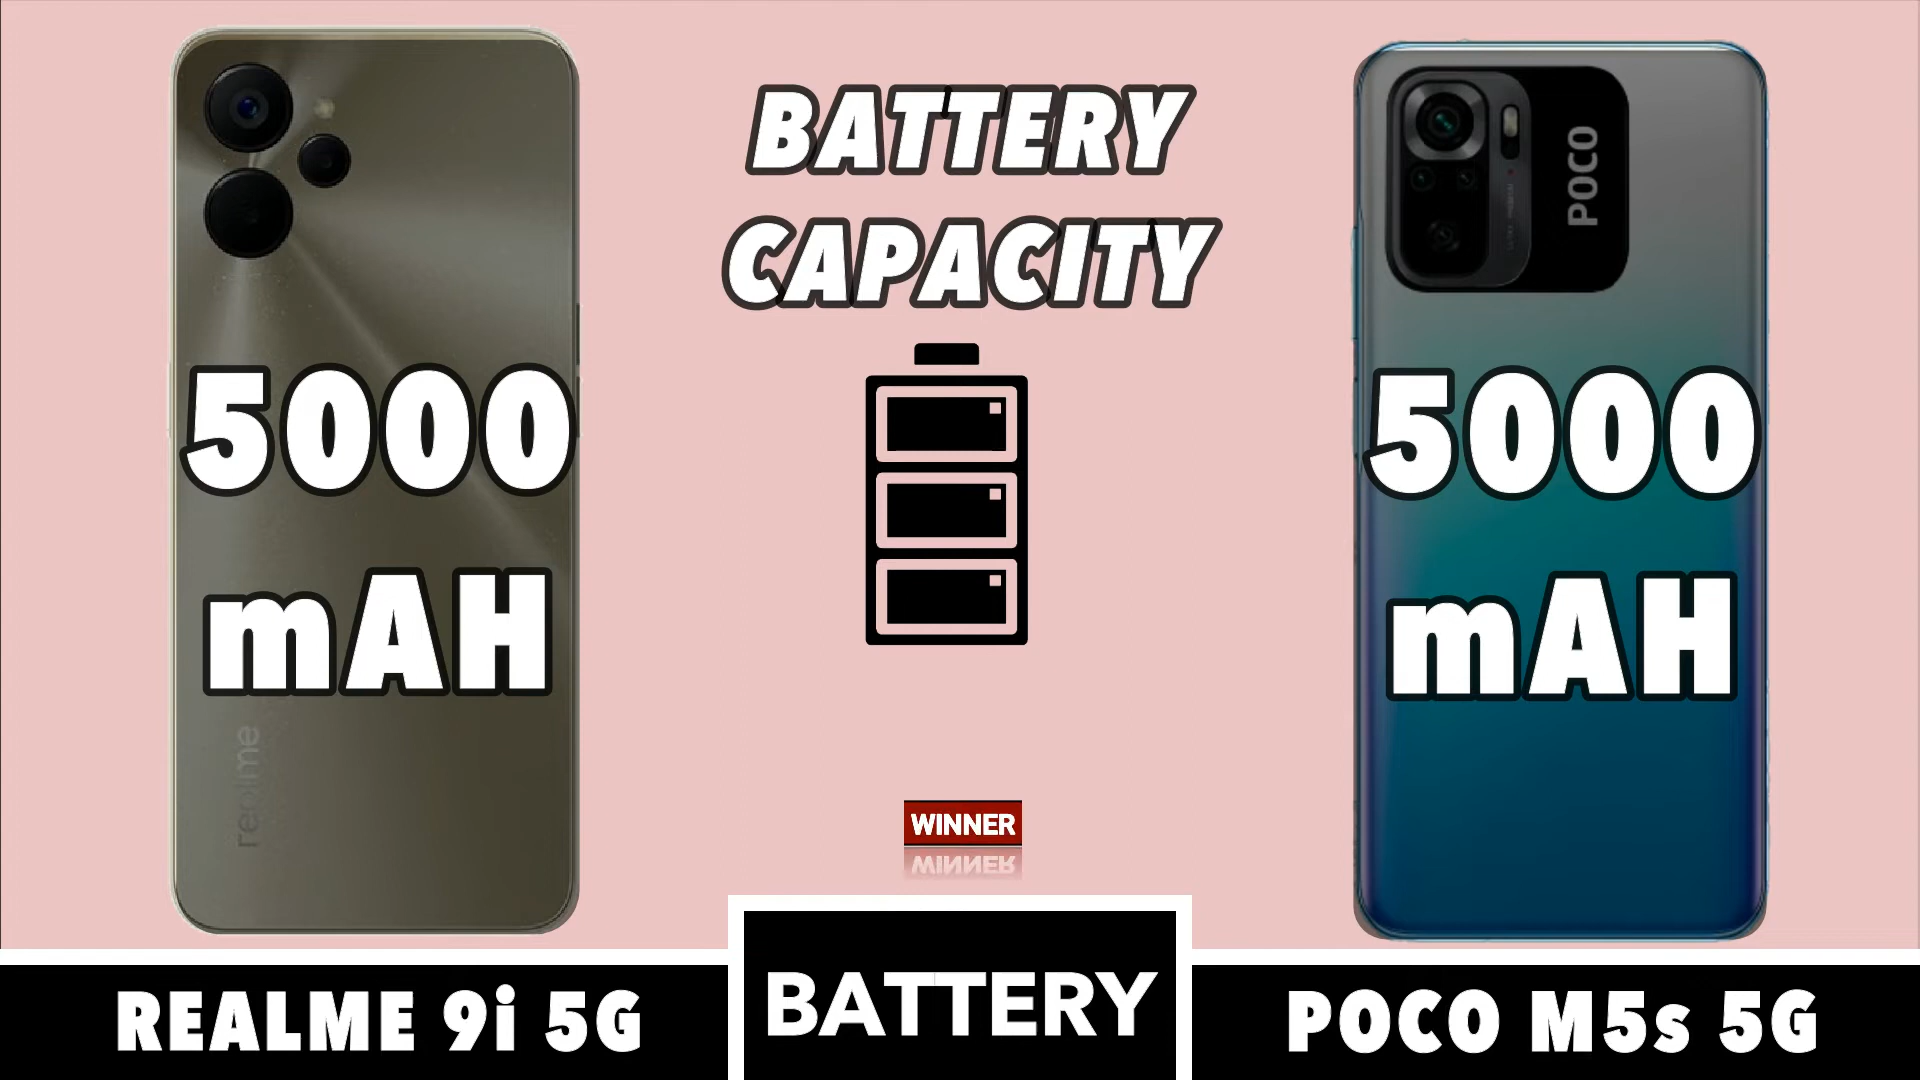 BATTERY
CAPACITY
POCO
5000
mAH
realme
5000
mAH
WINNER
BATTERY
REALME 9i 5G
POCO M5s 5G